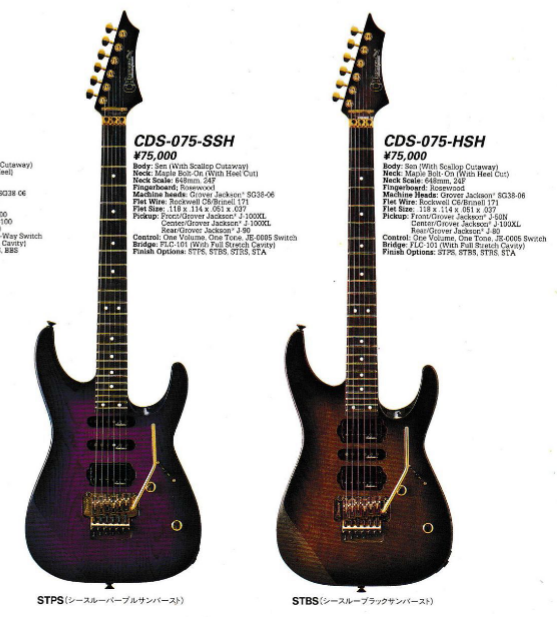 Cutaway)
SG38-06
-Way Switch
Cavity)
BBS
CDS-075-SSH
¥75,000
Body: Sen (With Scallop Cutaway)
Neck: Maple Bolt-On (With Heel Cut)
Neck Scale: 648mm, 24F
Fingerboard: Rosewood
Machine Heads: Grover Jackson® SG38-06
Flet Wire: Rockwell C6/Brinell 171
Flet Size: .118 x .114 x .051 x .037
Pickup: Front/Grover Jackson® J-100XL
Center/Grover Jackson® J-100XL
Rear/Grover Jackson® J-90
Control: One Volume, One Tone, JE-0005 Switch
Bridge: FLC-101 (With Full Stretch Cavity)
Finish Options: STPS, STBS, STRS, STA
CDS-075-HSH
¥75,000
Body: Sen (With Scallop Cutaway)
Neck: Maple Bolt-On (With Heel Cut)
Neck Scale: 648mm, 24F
Fingerboard: Rosewood
Machine Heads: Grover Jackson® SG38-06
Flet Wire: Rockwell C6/Brinell 171
Flet Size: .118 x .114 x .051 x .037
Pickup: Front/Grover Jackson® J-50N
Center/Grover Jackson® J-100XL
Rear/Grover Jackson® J-80
Control: One Volume, One Tone, JE-0005 Switch
Bridge: FLC-101 (With Full Stretch Cavity)
Finish Options: STPS, STBS, STRS, STA
STPS(シースルーパープルサンバースト)
STBS(シースルーブラックサンバースト)